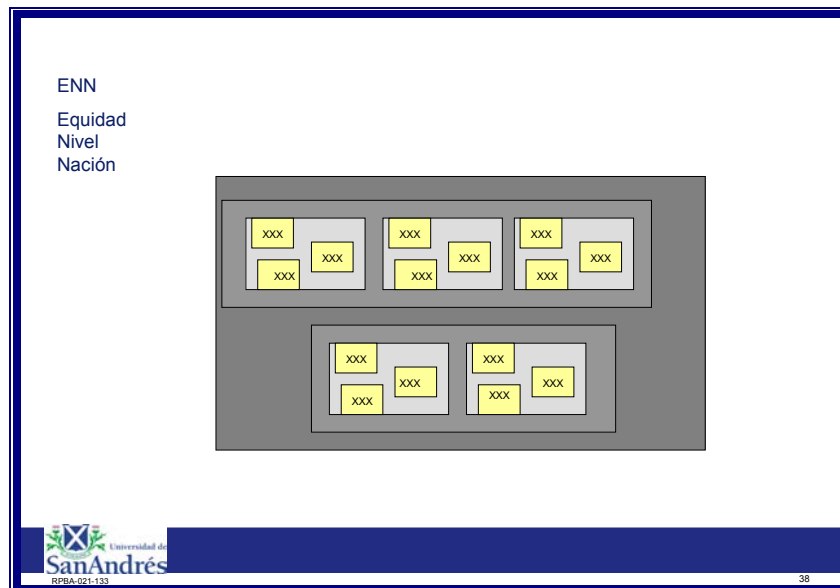 ENN
Equidad
Nivel
Nación
xxx xxx xxx
xxx xxx xxx
xxx xxx xxx
xxx xxx
xxx xxx
xxx xxx
Universidad de
SanAndrés
RPBA-021-133
38